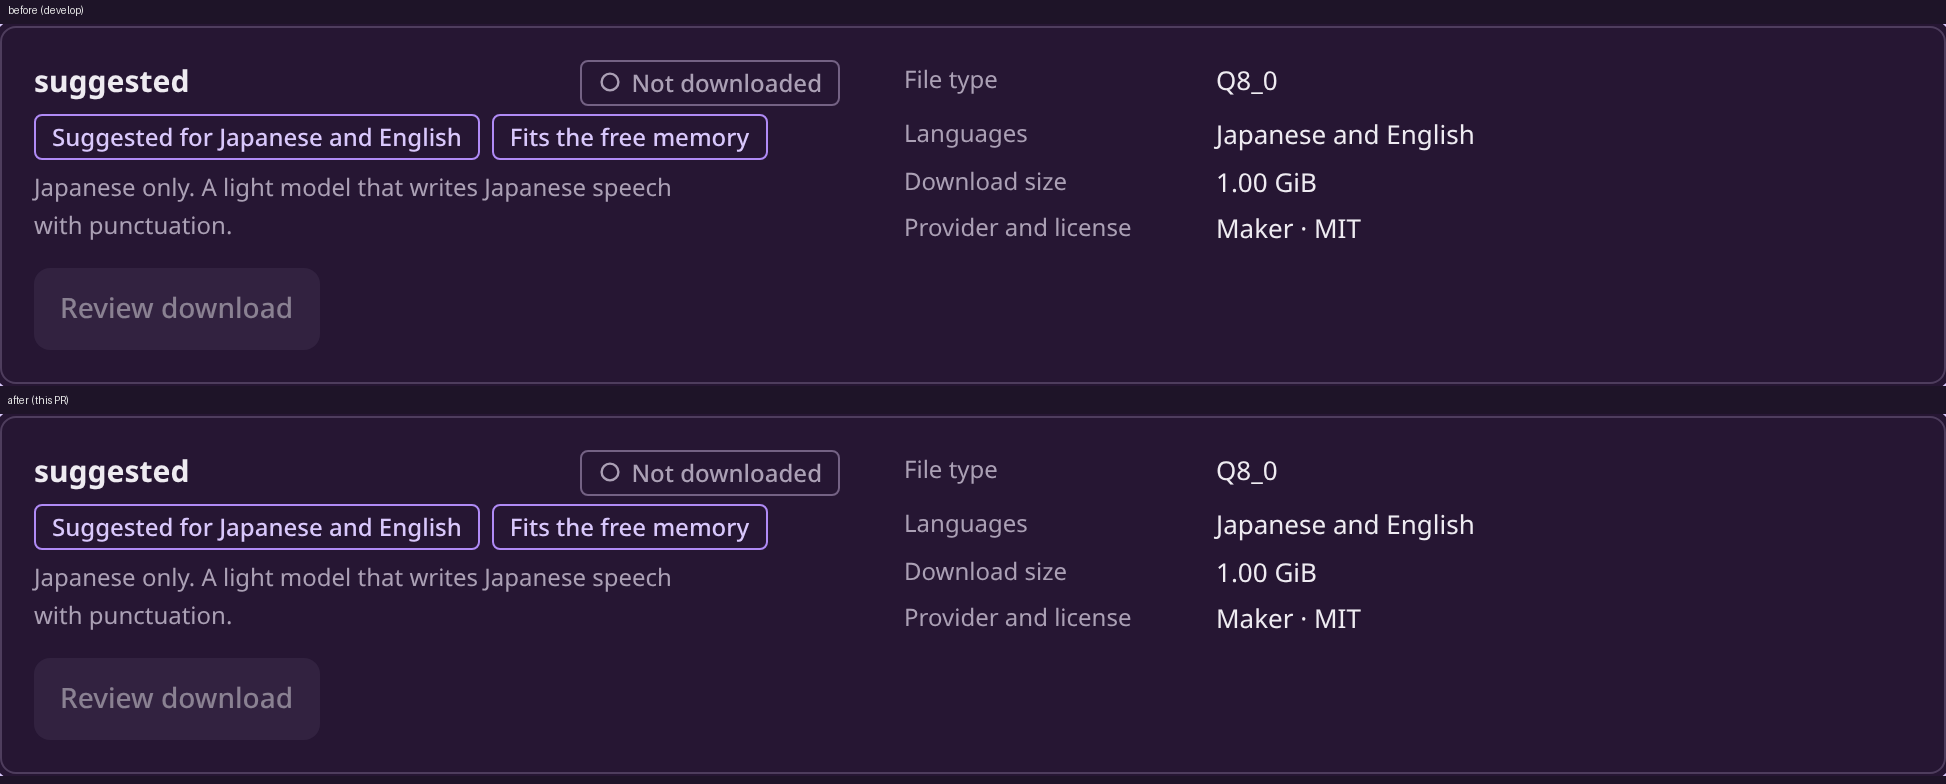 before (develop)
suggested
Not downloaded
Suggested for Japanese and English
Fits the free memory
Japanese only. A light model that writes Japanese speech
with punctuation.
Review download
File type
Q8_0
Languages
Japanese and English
Download size
1.00 GiB
Provider and license
Maker · MIT
after (this PR)
suggested
Not downloaded
Suggested for Japanese and English
Fits the free memory
Japanese only. A light model that writes Japanese speech
with punctuation.
Review download
File type
Q8_0
Languages
Japanese and English
Download size
1.00 GiB
Provider and license
Maker · MIT